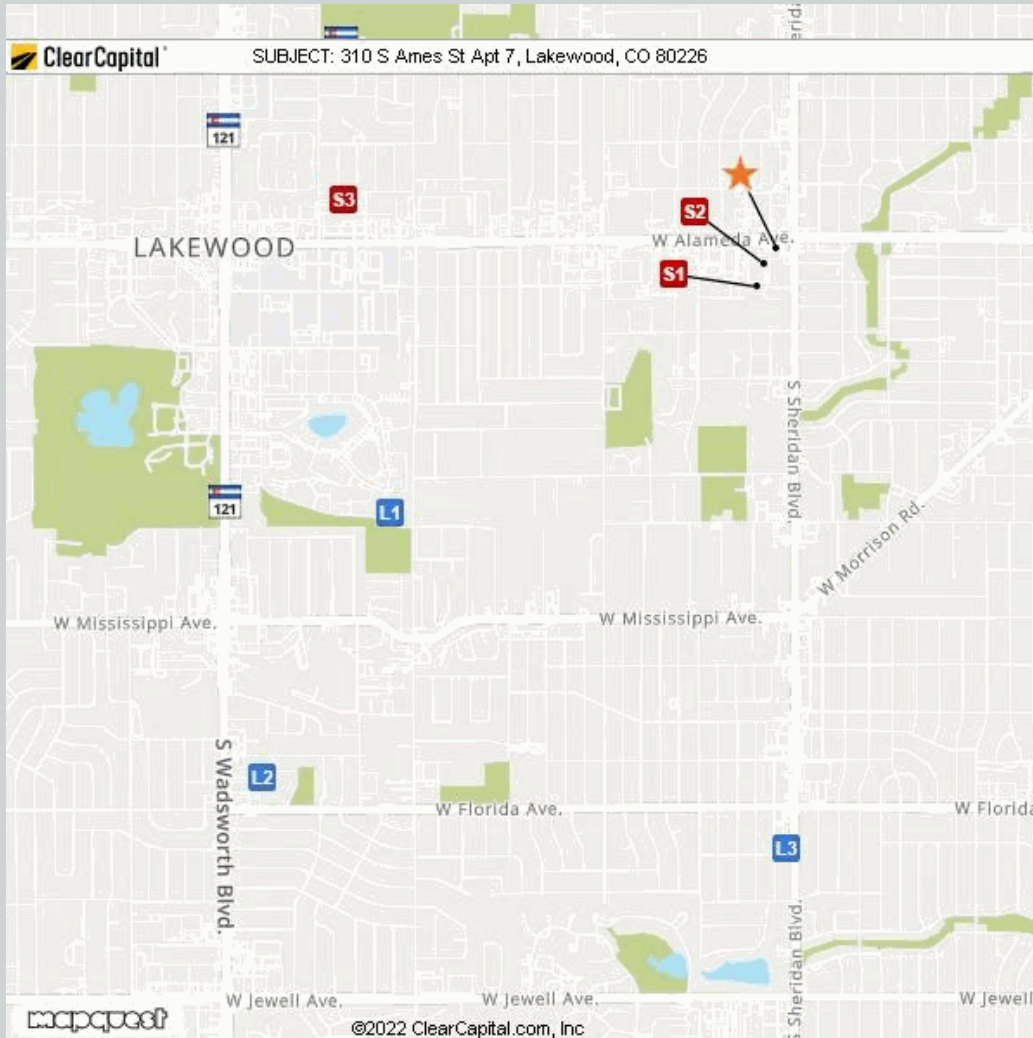 erida
ClearCapital
SUBJECT: 310 S Ames St Apt 7, Lakewood, CO 80226
121
S3
S2
W Alameda Ave.
LAKEWOOD
S1
S Sheridan Blvd.
121
L1
W Morrison Rd.
W Mississippi Ave.
W Mississippi Ave.
S Wadsworth Blvd.
L2
W Florida Ave.
W Florida
L3
S Sheridan Blvd.
W Jewell Ave.
W Jewell Ave.
W Jewell
mapquest
©2022 ClearCapital.com, Inc